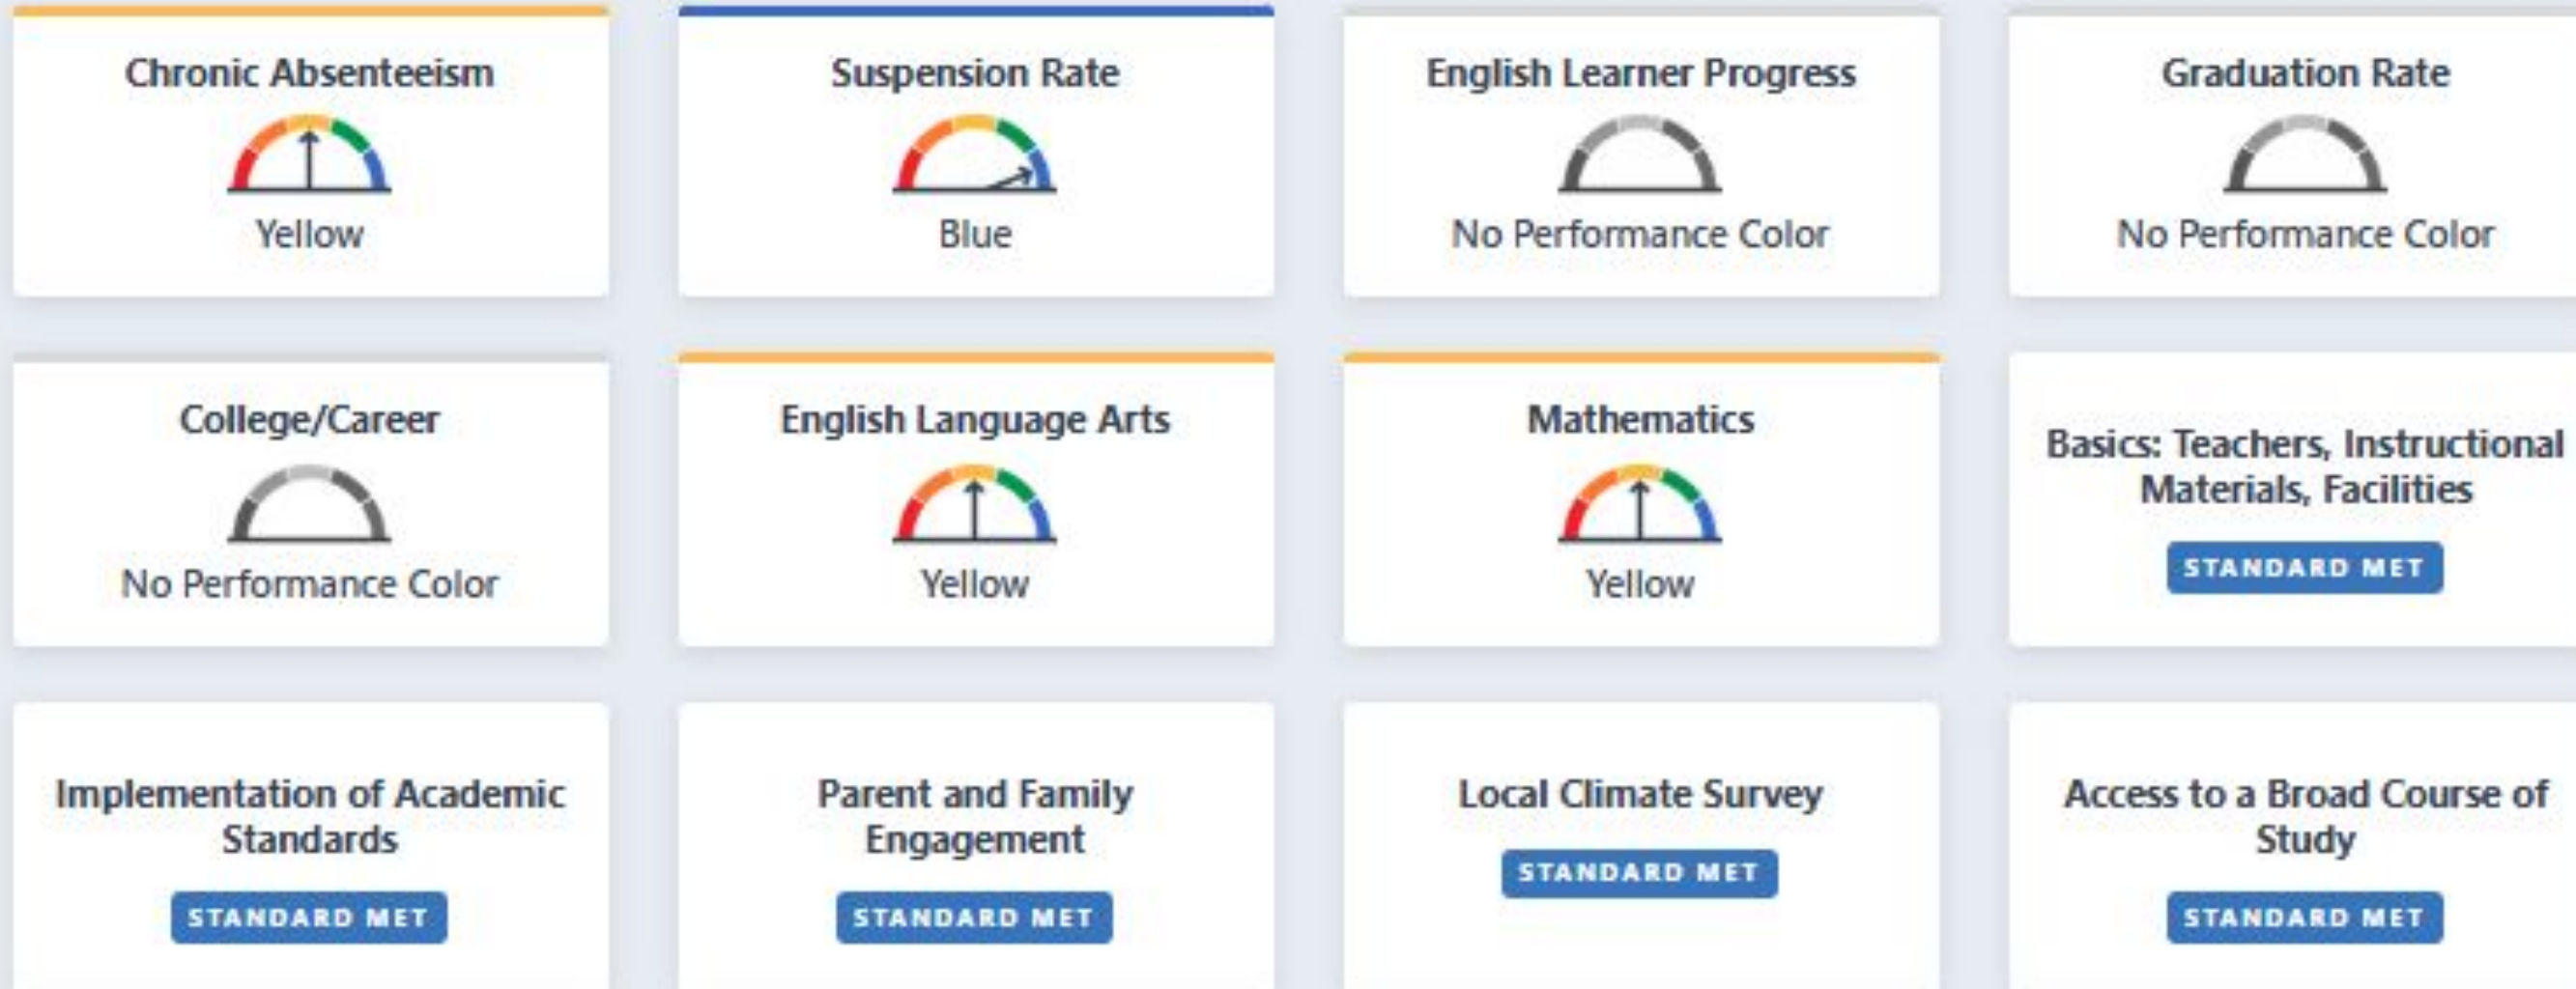 Chronic Absenteeism
Yellow
Suspension Rate
Blue
English Learner Progress
No Performance Color
Graduation Rate
No Performance Color
College/Career
No Performance Color
English Language Arts
Yellow
Mathematics
Yellow
Basics: Teachers, Instructional
Materials, Facilities
STANDARD MET
Implementation of Academic
Standards
STANDARD MET
Parent and Family
Engagement
STANDARD MET
Local Climate Survey
STANDARD MET
Access to a Broad Course of
Study
STANDARD MET